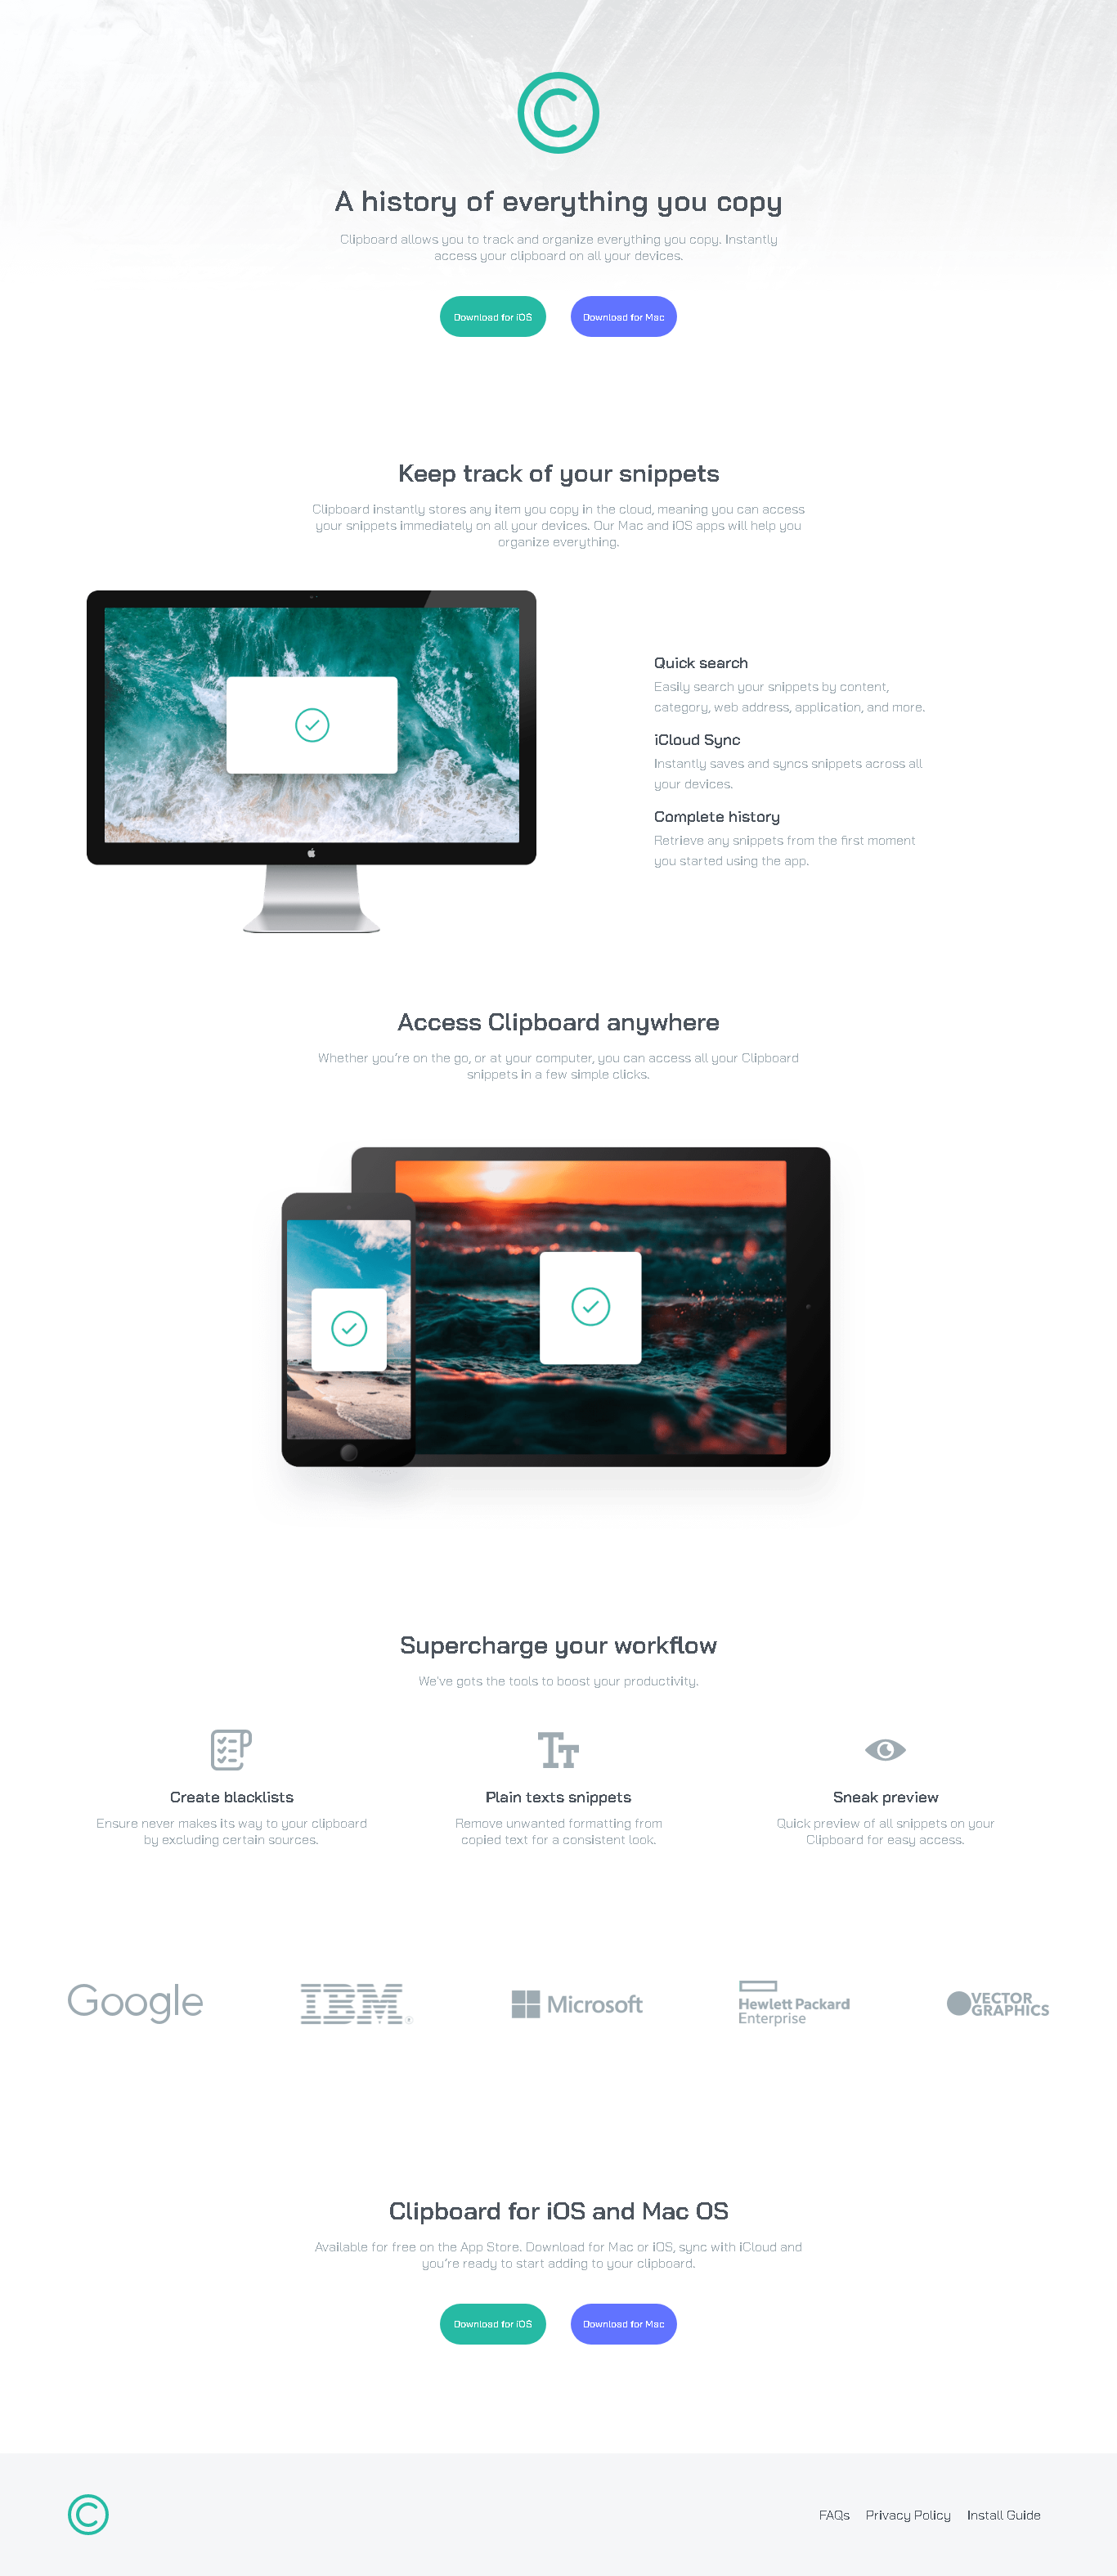 A history of everything you copy
Clipboard allows you to track and organize everything you copy. Instantly
access your clipboard on all your devices.
Download for iOS
Download for Mac
Keep track of your snippets
Clipboard instantly stores any item you copy in the cloud, meaning you can access
your snippets immediately on all your devices. Our Mac and iOS apps will help you
organize everything.
Quick search
Easily search your snippets by content,
category, web address, application, and more.
iCloud Sync
Instantly saves and syncs snippets across all
your devices.
Complete history
Retrieve any snippets from the first moment
you started using the app.
Access Clipboard anywhere
Whether you’re on the go, or at your computer, you can access all your Clipboard
snippets in a few simple clicks.
Supercharge your workflow
We've gots the tools to boost your productivity.
Create blacklists
Ensure never makes its way to your clipboard
by excluding certain sources.
Plain texts snippets
Remove unwanted formatting from
copied text for a consistent look.
Sneak preview
Quick preview of all snippets on your
Clipboard for easy access.
Google
IBM
Microsoft
Hewlett Packard
Enterprise
VECTOR
GRAPHICS
Clipboard for iOS and Mac OS
Available for free on the App Store. Download for Mac or iOS, sync with iCloud and
you’re ready to start adding to your clipboard.
Download for iOS
Download for Mac
FAQs
Privacy Policy
Install Guide